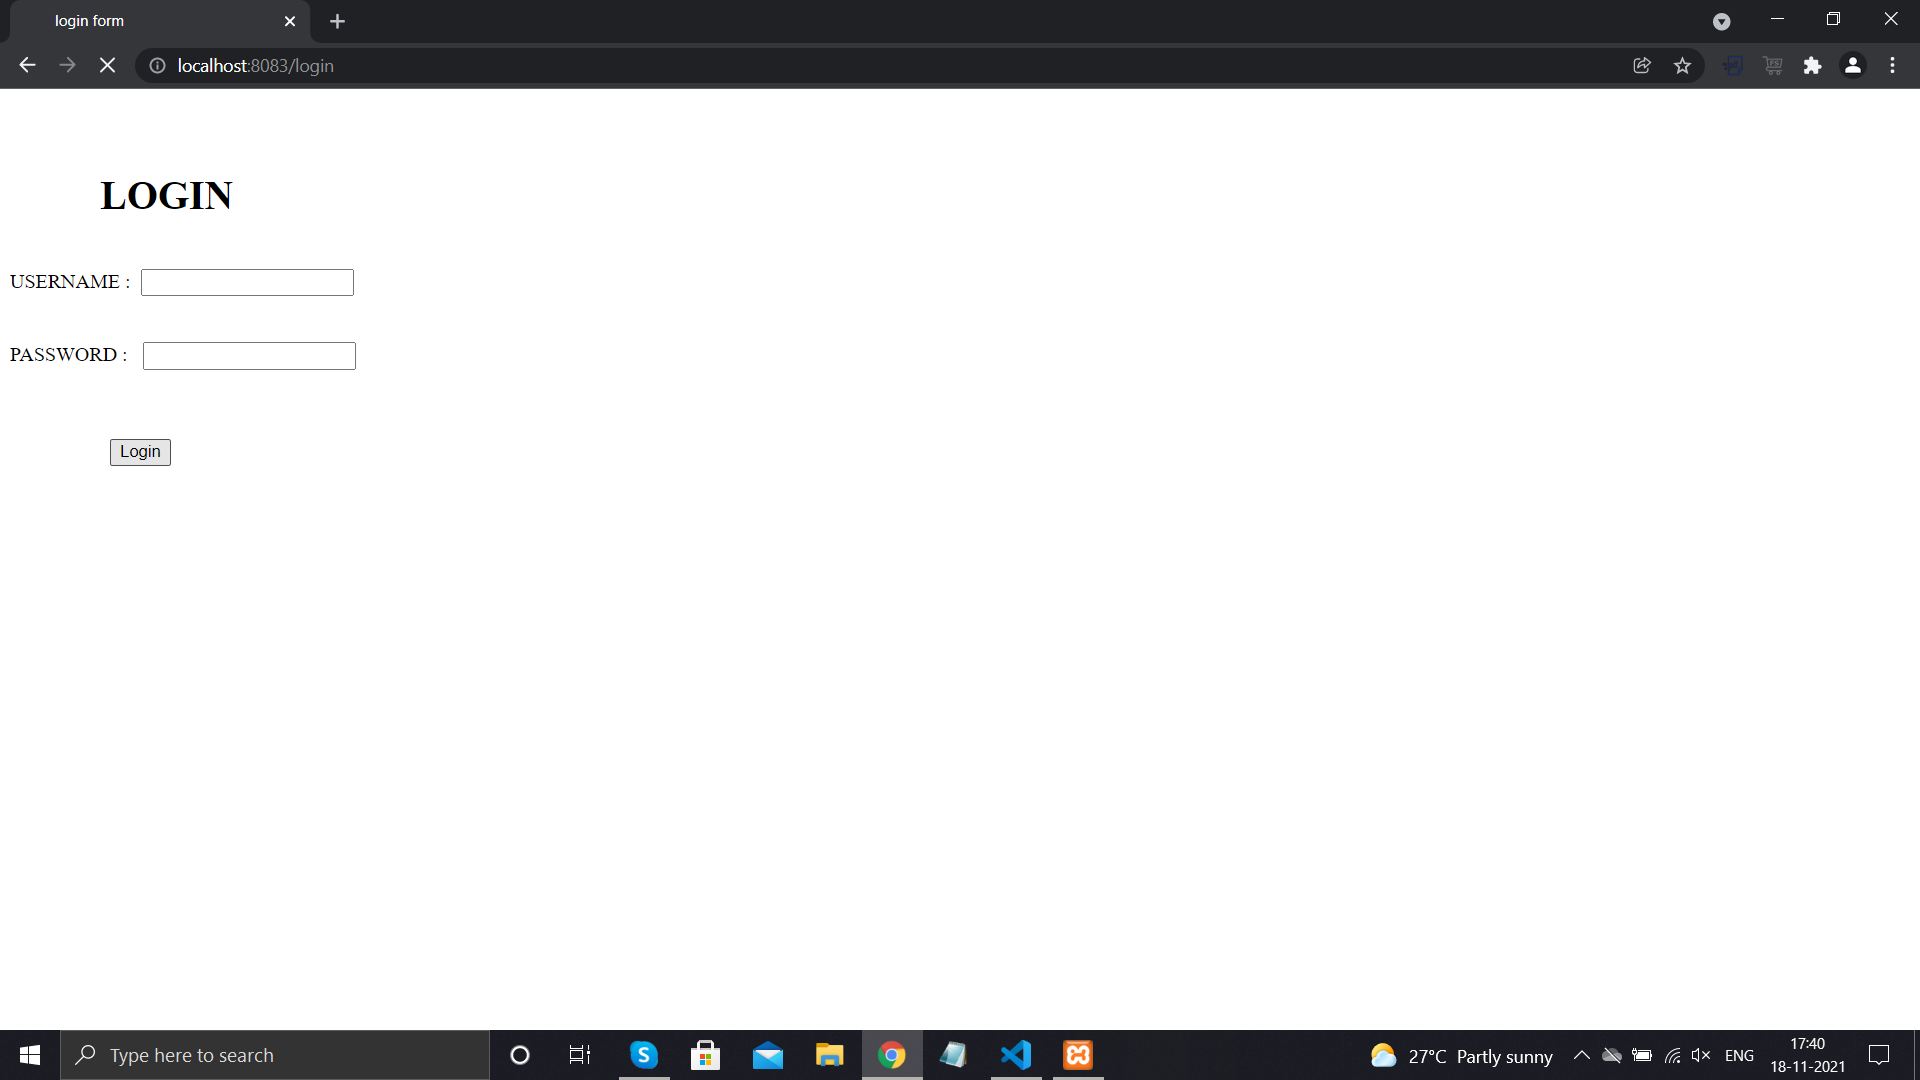 login form
localhost:8083/login
LOGIN
USERNAME :
PASSWORD :
Login
Type here to search
27°C Partly sunny
ENG
17:40
18-11-2021